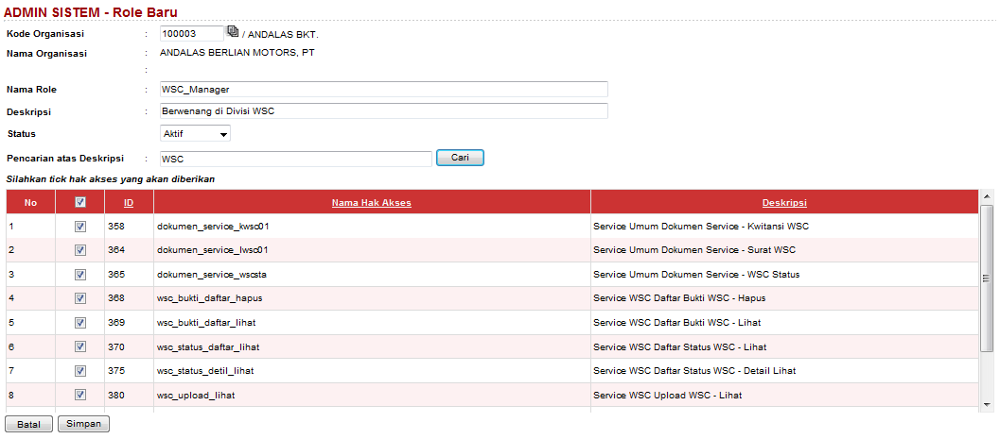 ADMIN SISTEM - Role Baru
Kode Organisasi : 100003 / ANDALAS BKT.
Nama Organisasi : ANDALAS BERLIAN MOTORS, PT
:
Nama Role : WSC_Manager
Deskripsi : Berwenang di Divisi WSC
Status : Aktif
Pencarian atas Deskripsi : WSC Cari
Silahkan tick hak akses yang akan diberikan
No ID Nama Hak Akses Deskripsi
1 358 dokumen_service_kwsc01 Service Umum Dokumen Service - Kwitansi WSC
2 364 dokumen_service_lwsc01 Service Umum Dokumen Service - Surat WSC
3 365 dokumen_service_wscsta Service Umum Dokumen Service - WSC Status
4 368 wsc_bukti_daftar_hapus Service WSC Daftar Bukti WSC - Hapus
5 369 wsc_bukti_daftar_lihat Service WSC Daftar Bukti WSC - Lihat
6 370 wsc_status_daftar_lihat Service WSC Daftar Status WSC - Lihat
7 375 wsc_status_detil_lihat Service WSC Daftar Status WSC - Detail Lihat
8 380 wsc_upload_lihat Service WSC Upload WSC - Lihat
Batal Simpan